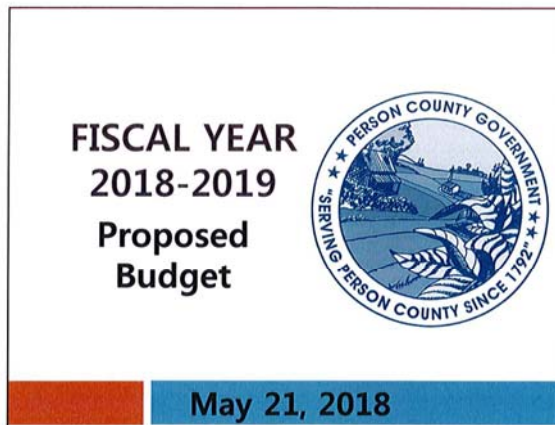 FISCAL YEAR
2018-2019
Proposed
Budget
★ ★ PERSON COUNTY GOVERNMENT ★ ★
"SERVING PERSON COUNTY SINCE 1792"
May 21, 2018